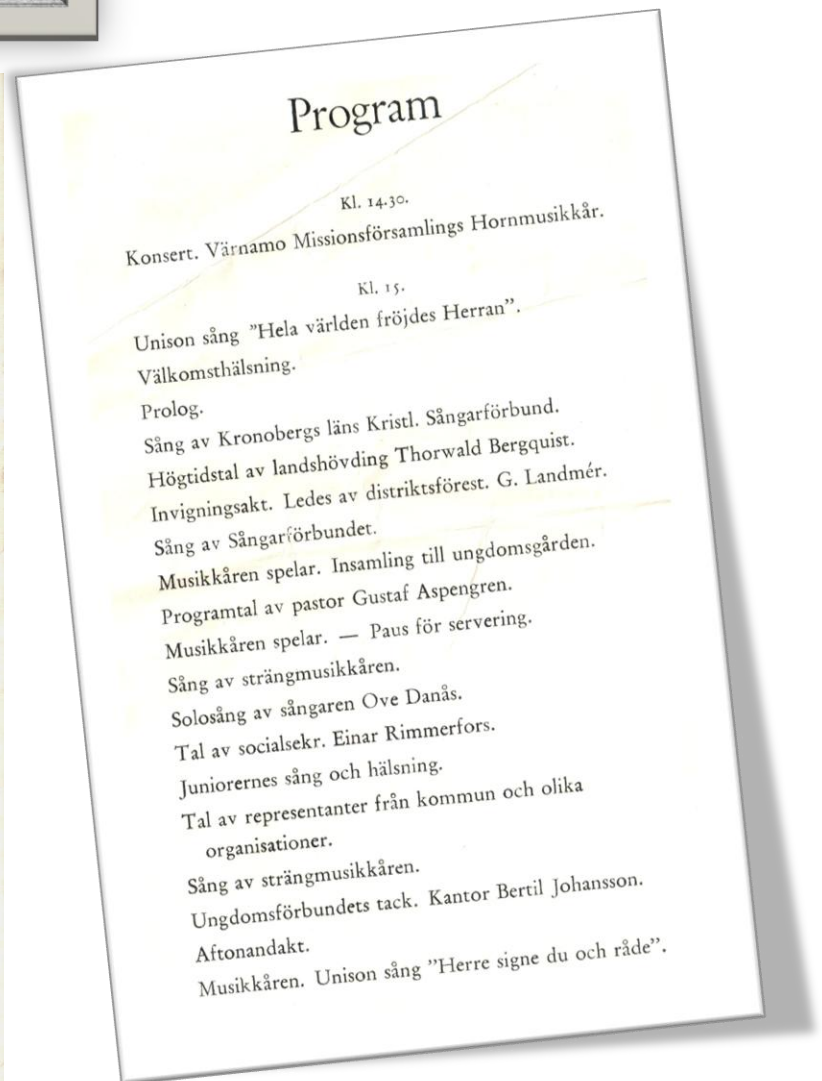 Program
Kl. 14.30.
Konsert. Värnamo Missionsförsamlings Hornmusikkår.
Kl. 15.
Unison sång ”Hela världen fröjdes Herran”.
Välkomsthälsning.
Prolog.
Sång av Kronobergs läns Kristl. Sångarförbund.
Högtidstal av landshövding Thorwald Bergquist.
Invigningsakt. Ledes av distriktsförest. G. Landmér.
Sång av Sångarförbundet.
Musikkåren spelar. Insamling till ungdomsgården.
Programtal av pastor Gustaf Aspengren.
Musikkåren spelar. — Paus för servering.
Sång av strängmusikkåren.
Solosång av sångaren Ove Danås.
Tal av socialsekr. Einar Rimmerfors.
Juniorernes sång och hälsning.
Tal av representanter från kommun och olika
organisationer.
Sång av strängmusikkåren.
Ungdomsförbundets tack. Kantor Bertil Johansson.
Aftonandakt.
Musikkåren. Unison sång ”Herre signe du och råde”.